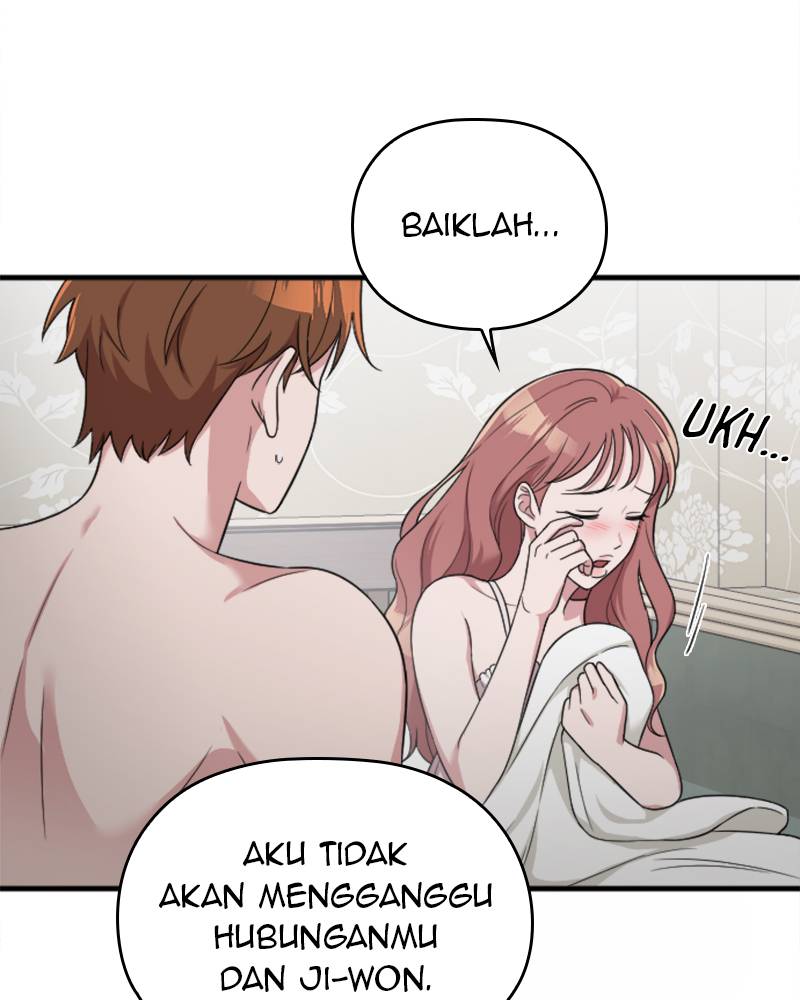 BAIKLAH...
UKH...
AKU TIDAK
AKAN MENGGANGGU
HUBUNGANMU
DAN JI-WON.